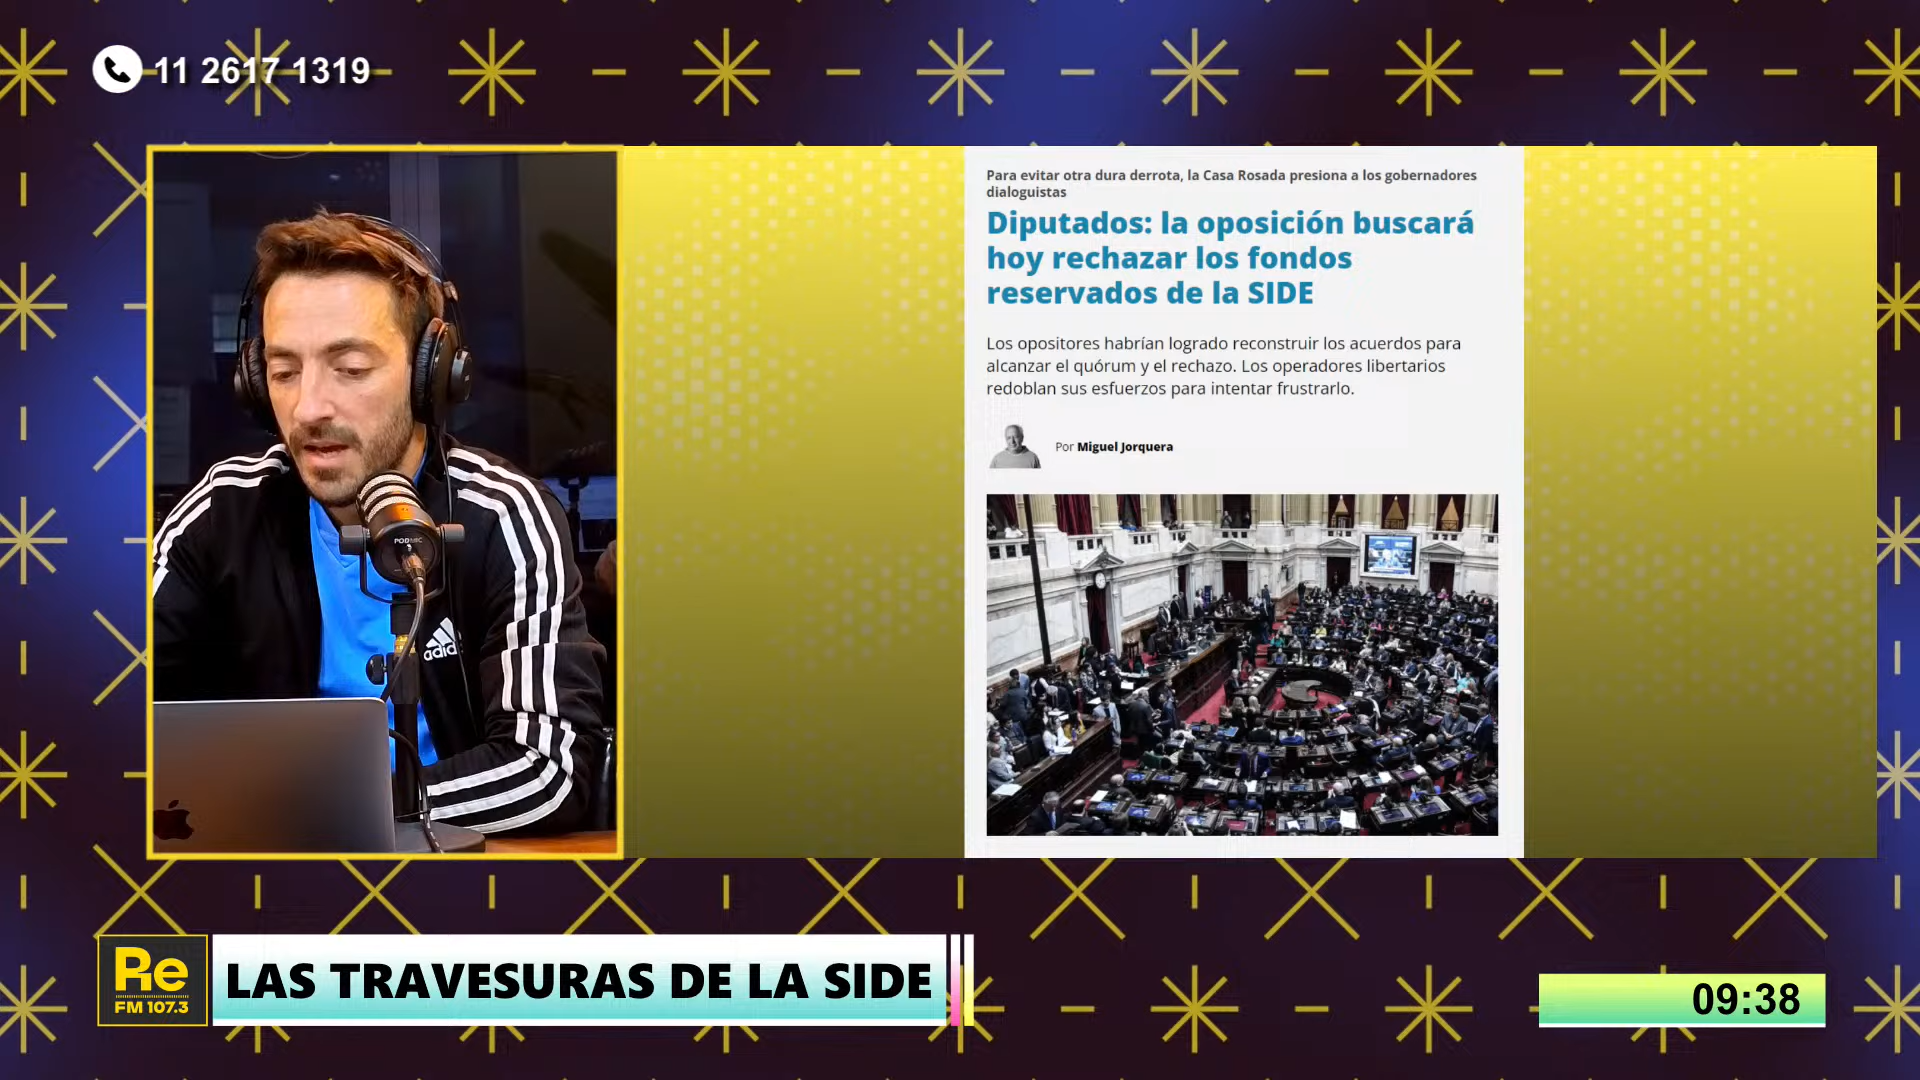 11 2617 1319
Para evitar otra dura derrota, la Casa Rosada presiona a los gobernadores
dialoguistas
Diputados: la oposición buscará
hoy rechazar los fondos
reservados de la SIDE
Los opositores habrían logrado reconstruir los acuerdos para
alcanzar el quórum y el rechazo. Los operadores libertarios
redoblan sus esfuerzos para intentar frustrarlo.
Por Miguel Jorquera
PODMIC
adidas
Re
FM 107.3
LAS TRAVESURAS DE LA SIDE
09:38